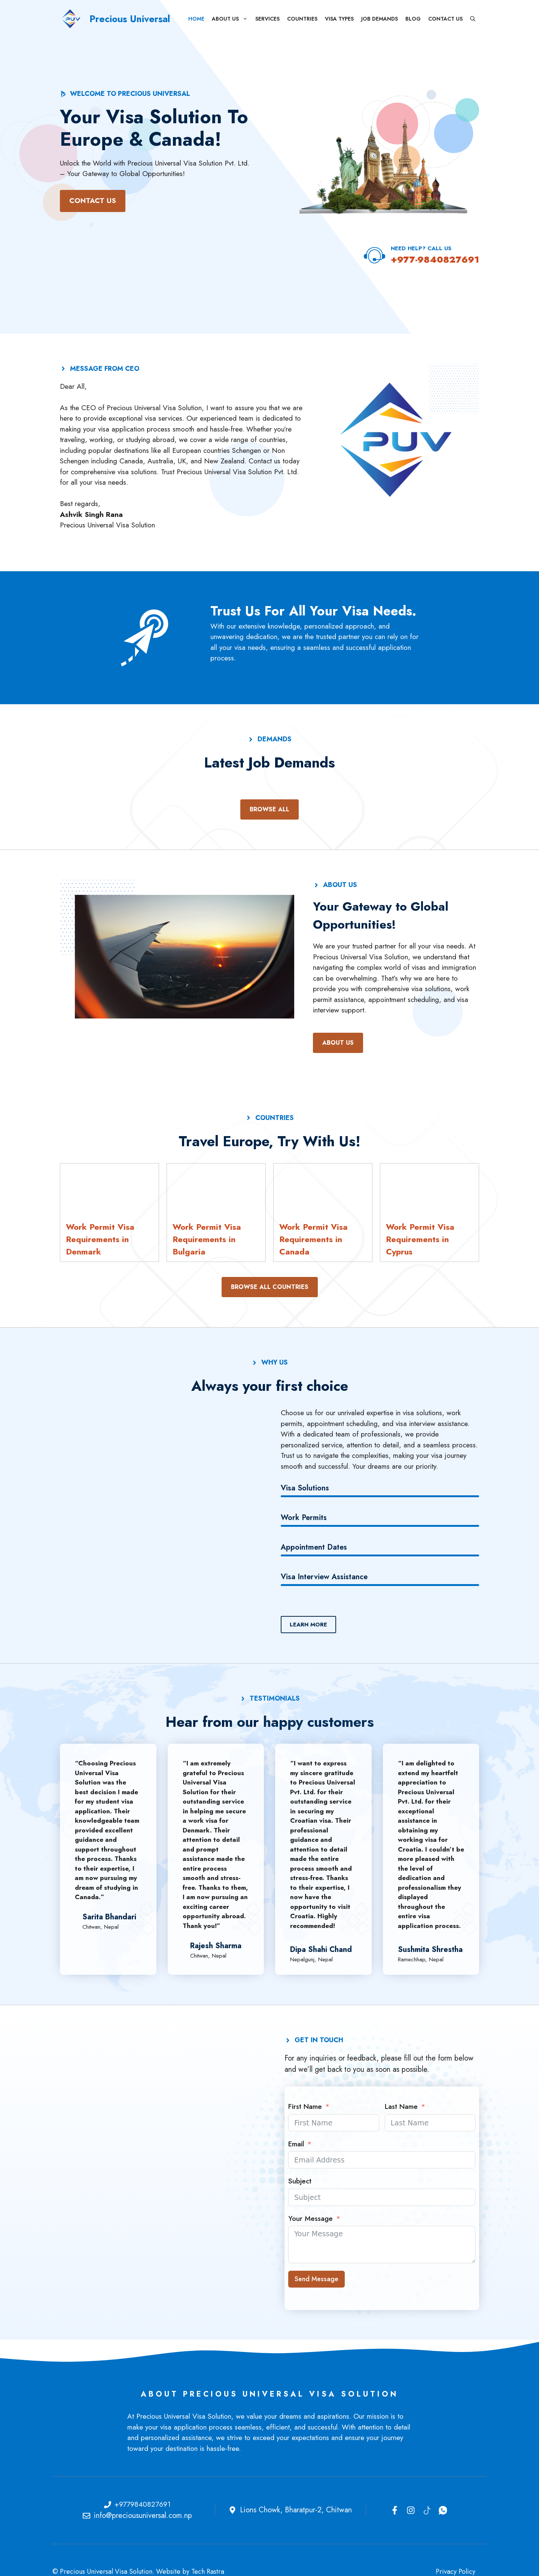 PUV Precious Universal
HOME ABOUT US SERVICES COUNTRIES VISA TYPES JOB DEMANDS BLOG CONTACT US
WELCOME TO PRECIOUS UNIVERSAL
Your Visa Solution To
Europe & Canada!
Unlock the World with Precious Universal Visa Solution Pvt. Ltd.
– Your Gateway to Global Opportunities!
CONTACT US
NEED HELP? CALL US
+977-9840827691
MESSAGE FROM CEO
Dear All,
As the CEO of Precious Universal Visa Solution, I want to assure you that we are
here to provide exceptional visa services. Our experienced team is dedicated to
making your visa application process smooth and hassle-free. Whether you're
traveling, working, or studying abroad, we cover a wide range of countries,
including popular destinations like all European countries Schengen or Non
Schengen including Canada, Australia, UK, and New Zealand. Contact us today
for comprehensive visa solutions. Trust Precious Universal Visa Solution Pvt. Ltd.
for all your visa needs.
Best regards,
Ashvik Singh Rana
Precious Universal Visa Solution
PUV
Trust Us For All Your Visa Needs.
With our extensive knowledge, personalized approach, and
unwavering dedication, we are the trusted partner you can rely on for
all your visa needs, ensuring a seamless and successful application
process.
DEMANDS
Latest Job Demands
BROWSE ALL
ABOUT US
Your Gateway to Global
Opportunities!
We are your trusted partner for all your visa needs. At
Precious Universal Visa Solution, we understand that
navigating the complex world of visas and immigration
can be overwhelming. That's why we are here to
provide you with comprehensive visa solutions, work
permit assistance, appointment scheduling, and visa
interview support.
ABOUT US
COUNTRIES
Travel Europe, Try With Us!
Work Permit Visa
Requirements in
Denmark
Work Permit Visa
Requirements in
Bulgaria
Work Permit Visa
Requirements in
Canada
Work Permit Visa
Requirements in
Cyprus
BROWSE ALL COUNTRIES
WHY US
Always your first choice
Choose us for our unrivaled expertise in visa solutions, work
permits, appointment scheduling, and visa interview assistance.
With a dedicated team of professionals, we provide
personalized service, attention to detail, and a seamless process.
Trust us to navigate the complexities, making your visa journey
smooth and successful. Your dreams are our priority.
Visa Solutions
Work Permits
Appointment Dates
Visa Interview Assistance
LEARN MORE
TESTIMONIALS
Hear from our happy customers
"Choosing Precious
Universal Visa
Solution was the
best decision I made
for my student visa
application. Their
knowledgeable team
provided excellent
guidance and
support throughout
the process. Thanks
to their expertise, I
am now pursuing my
dream of studying in
Canada."
Sarita Bhandari
Chitwan, Nepal
"I am extremely
grateful to Precious
Universal Visa
Solution for their
outstanding service
in helping me secure
a work visa for
Denmark. Their
attention to detail
and prompt
assistance made the
entire process
smooth and stress-
free. Thanks to them,
I am now pursuing an
exciting career
opportunity abroad.
Thank you!"
Rajesh Sharma
Chitwan, Nepal
"I want to express
my sincere gratitude
to Precious Universal
Pvt. Ltd. for their
outstanding service
in securing my
Croatian visa. Their
professional
guidance and
attention to detail
made the entire
process smooth and
stress-free. Thanks
to their expertise, I
now have the
opportunity to visit
Croatia. Highly
recommended!
Dipa Shahi Chand
Nepalgunj, Nepal
"I am delighted to
extend my heartfelt
appreciation to
Precious Universal
Pvt. Ltd. for their
exceptional
assistance in
obtaining my
working visa for
Croatia. I couldn't be
more pleased with
the level of
dedication and
professionalism they
displayed
throughout the
entire visa
application process.
Sushmita Shrestha
Ramechhap, Nepal
GET IN TOUCH
For any inquiries or feedback, please fill out the form below
and we'll get back to you as soon as possible.
First Name * Last Name *
First Name Last Name
Email *
Email Address
Subject
Subject
Your Message *
Your Message
Send Message
ABOUT PRECIOUS UNIVERSAL VISA SOLUTION
At Precious Universal Visa Solution, we value your dreams and aspirations. Our mission is to
make your visa application process seamless, efficient, and successful. With attention to detail
and personalized assistance, we strive to exceed your expectations and ensure your journey
toward your destination is hassle-free.
+9779840827691
info@preciousuniversal.com.np
Lions Chowk, Bharatpur-2, Chitwan
© Precious Universal Visa Solution. Website by Tech Rastra Privacy Policy